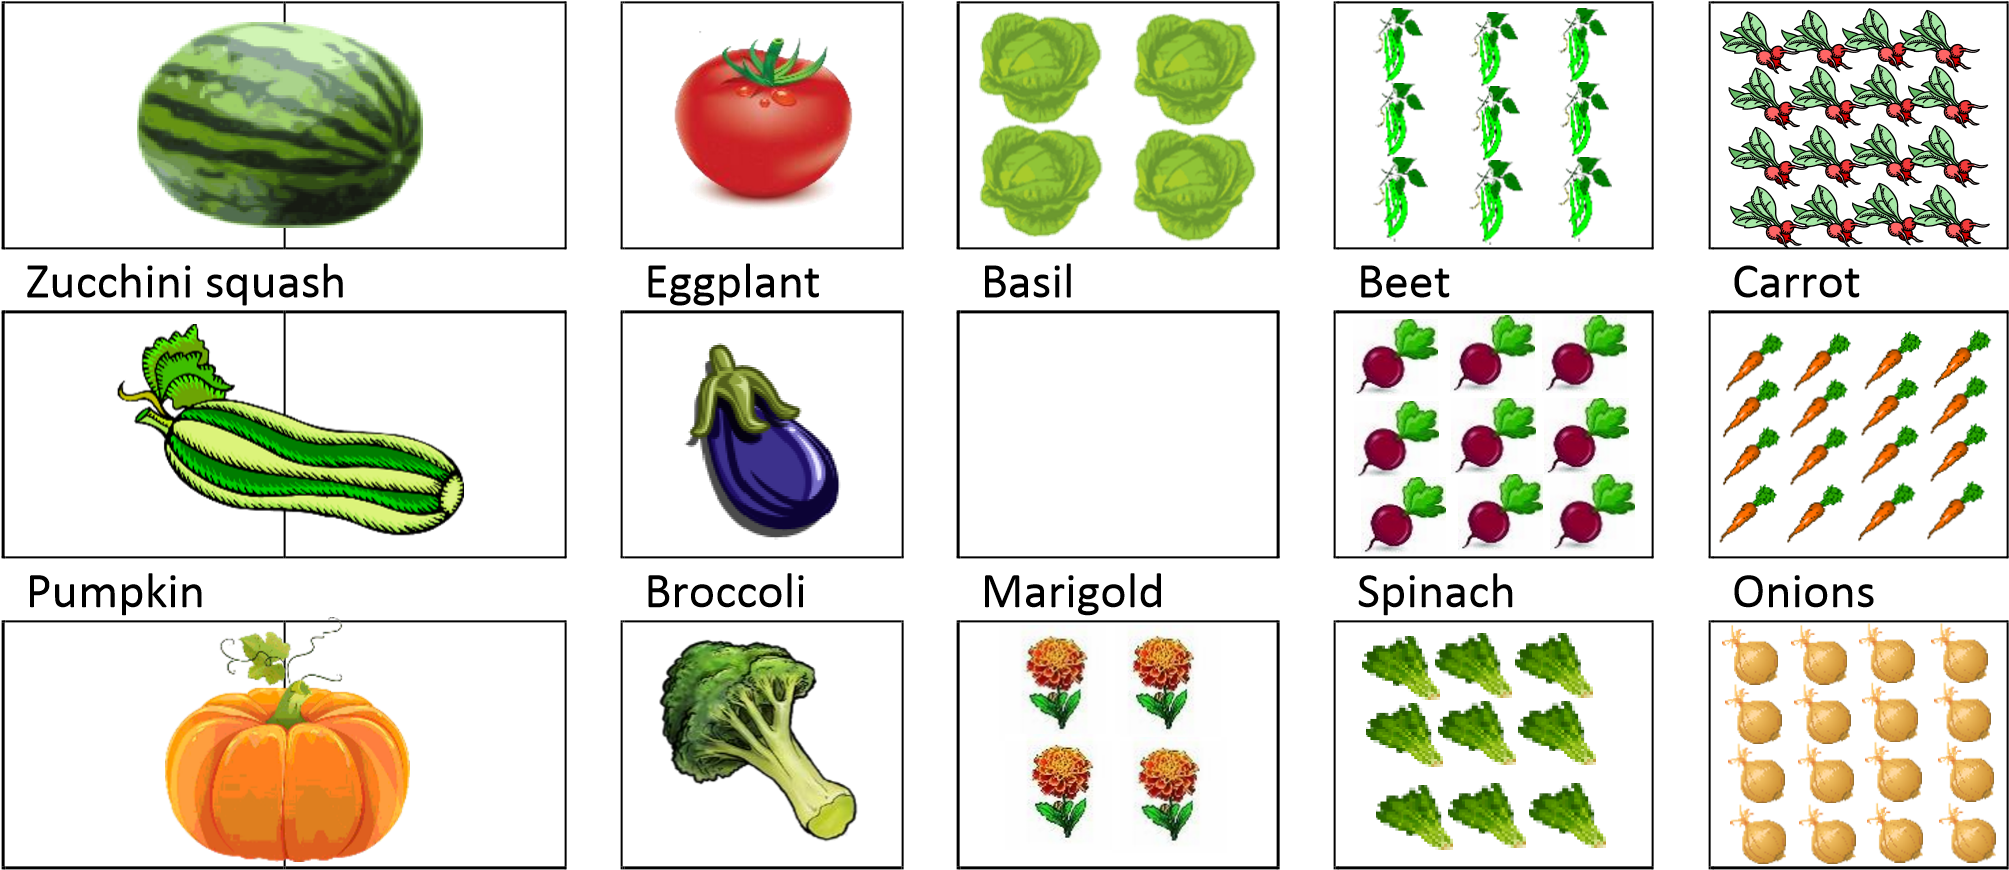 Zucchini squash Eggplant Basil Beet Carrot
Pumpkin Broccoli Marigold Spinach Onions